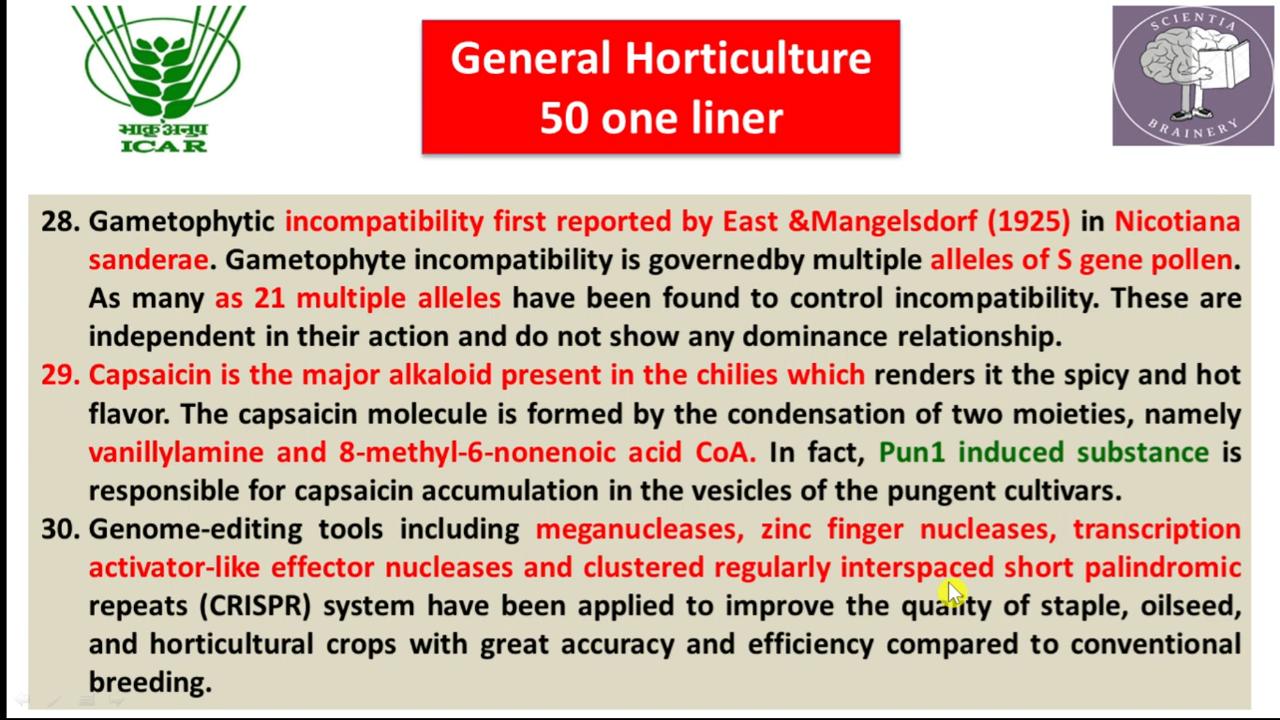 General Horticulture
50 one liner
भाकृअनुप
ICAR
SCIENTIA
BRAINERY
28. Gametophytic incompatibility first reported by East &Mangelsdorf (1925) in Nicotiana
sanderae. Gametophyte incompatibility is governedby multiple alleles of S gene pollen.
As many as 21 multiple alleles have been found to control incompatibility. These are
independent in their action and do not show any dominance relationship.
29. Capsaicin is the major alkaloid present in the chilies which renders it the spicy and hot
flavor. The capsaicin molecule is formed by the condensation of two moieties, namely
vanillylamine and 8-methyl-6-nonenoic acid CoA. In fact, Pun1 induced substance is
responsible for capsaicin accumulation in the vesicles of the pungent cultivars.
30. Genome-editing tools including meganucleases, zinc finger nucleases, transcription
activator-like effector nucleases and clustered regularly interspaced short palindromic
repeats (CRISPR) system have been applied to improve the quality of staple, oilseed,
and horticultural crops with great accuracy and efficiency compared to conventional
breeding.